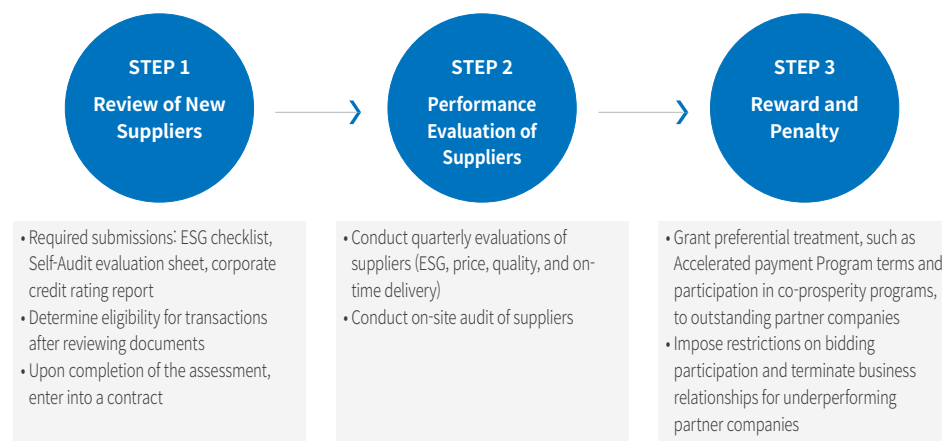 STEP 1
Review of New
Suppliers
STEP 2
Performance
Evaluation of
Suppliers
STEP 3
Reward and
Penalty
• Required submissions: ESG checklist,
Self-Audit evaluation sheet, corporate
credit rating report
• Determine eligibility for transactions
after reviewing documents
• Upon completion of the assessment,
enter into a contract
• Conduct quarterly evaluations of
suppliers (ESG, price, quality, and on-
time delivery)
• Conduct on-site audit of suppliers
• Grant preferential treatment, such as
Accelerated payment Program terms and
participation in co-prosperity programs,
to outstanding partner companies
• Impose restrictions on bidding
participation and terminate business
relationships for underperforming
partner companies